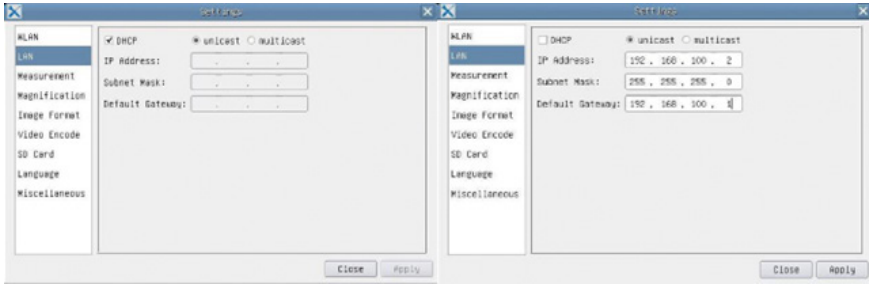 Settings
WLAN
LAN
Measurement
Magnification
Image Format
Video Encode
SD Card
Language
Miscellaneous
DHCP unicast multicast
IP Address: . . .
Subnet Mask: . . .
Default Gateway: . . .
Close Apply
Settings
WLAN
LAN
Measurement
Magnification
Image Format
Video Encode
SD Card
Language
Miscellaneous
DHCP unicast multicast
IP Address: 192 . 168 . 100 . 2
Subnet Mask: 255 . 255 . 255 . 0
Default Gateway: 192 . 168 . 100 . 1
Close Apply